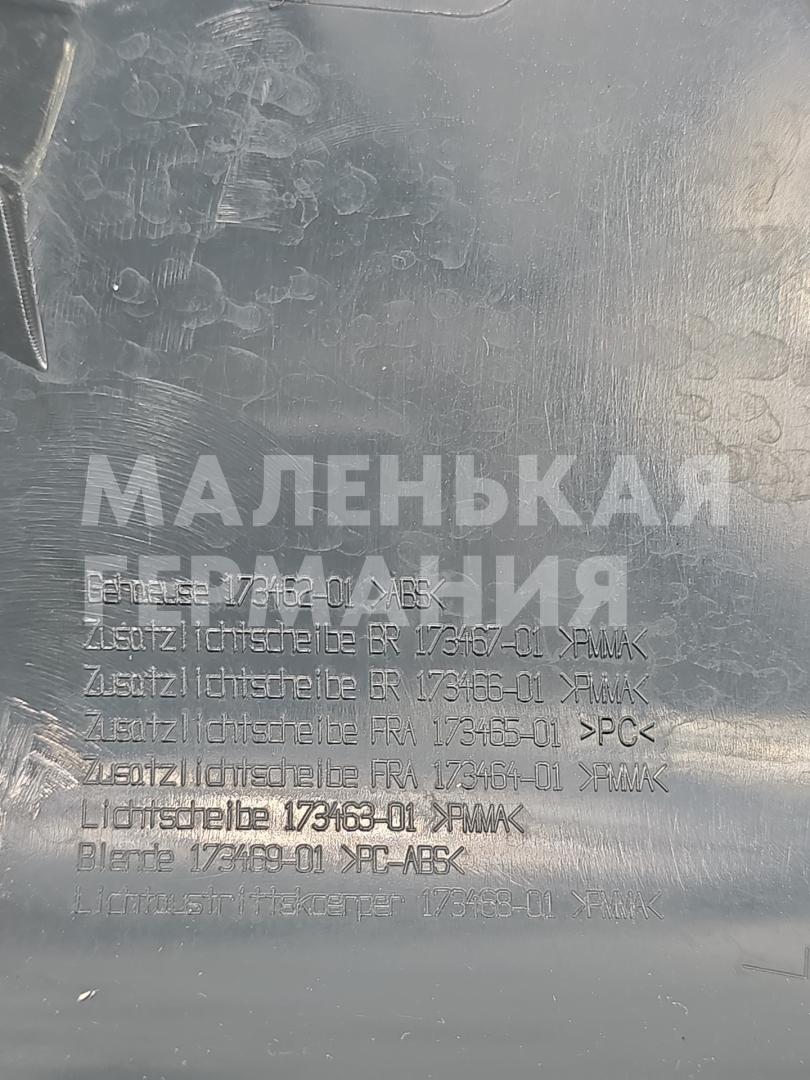 МАЛЕНЬКАЯ
ГЕРМАНИЯ
Gehaeuse 173462-01 >ABS<
Zusatzlichtscheibe BR 173467-01 >PMMA<
Zusatzlichtscheibe BR 173466-01 >PMMA<
Zusatzlichtscheibe FRA 173465-01 >PC<
Zusatzlichtscheibe FRA 173464-01 >PMMA<
Lichtscheibe 173463-01 >PMMA<
Blende 173469-01 >PC-ABS<
Lichtaustrittskoerper 173468-01 >PMMA<